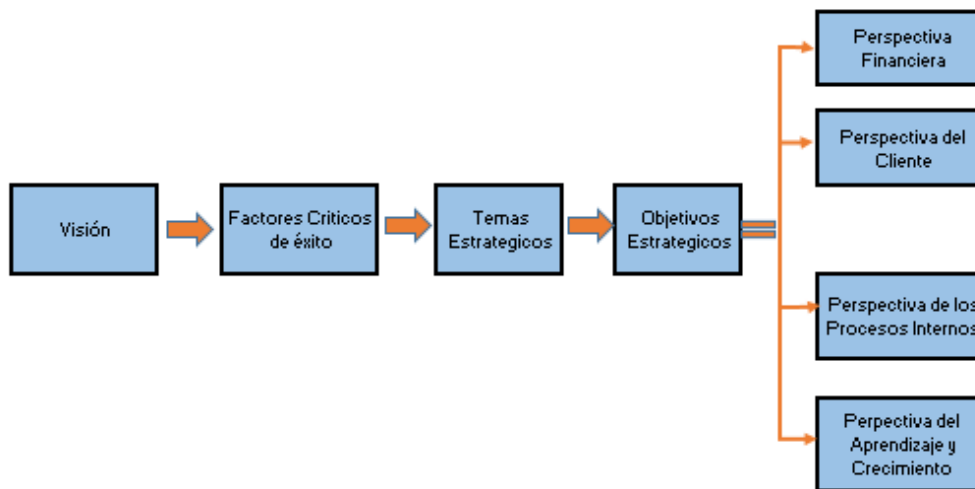 Perspectiva
Financiera
Perspectiva del
Cliente
Visión
Factores Criticos
de éxito
Temas
Estrategicos
Objetivos
Estrategicos
Perspectiva de los
Procesos Internos
Perpectiva del
Aprendizaje y
Crecimiento